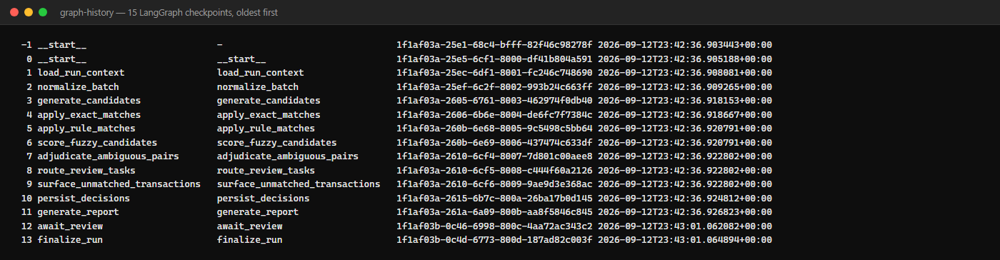 graph-history — 15 LangGraph checkpoints, oldest first
-1 __start__ - 1f1af03a-25e1-68c4-bfff-82f46c98278f 2026-09-12T23:42:36.903443+00:00
0 __start__ __start__ 1f1af03a-25e5-6cf1-8000-df41b804a591 2026-09-12T23:42:36.905188+00:00
1 load_run_context load_run_context 1f1af03a-25ec-6df1-8001-fc246c748690 2026-09-12T23:42:36.908081+00:00
2 normalize_batch normalize_batch 1f1af03a-25ef-6c2f-8002-993b24c663ff 2026-09-12T23:42:36.909265+00:00
3 generate_candidates generate_candidates 1f1af03a-2605-6761-8003-462974f0db40 2026-09-12T23:42:36.918153+00:00
4 apply_exact_matches apply_exact_matches 1f1af03a-2606-6b6e-8004-de6fc7f7384c 2026-09-12T23:42:36.918667+00:00
5 apply_rule_matches apply_rule_matches 1f1af03a-260b-6e68-8005-9c5498c5bb64 2026-09-12T23:42:36.920791+00:00
6 score_fuzzy_candidates score_fuzzy_candidates 1f1af03a-260b-6e69-8006-437474c633df 2026-09-12T23:42:36.920791+00:00
7 adjudicate_ambiguous_pairs adjudicate_ambiguous_pairs 1f1af03a-2610-6cf4-8007-7d801c00aee8 2026-09-12T23:42:36.922802+00:00
8 route_review_tasks route_review_tasks 1f1af03a-2610-6cf5-8008-c444f60a2126 2026-09-12T23:42:36.922802+00:00
9 surface_unmatched_transactions surface_unmatched_transactions 1f1af03a-2610-6cf6-8009-9ae9d3e368ac 2026-09-12T23:42:36.922802+00:00
10 persist_decisions persist_decisions 1f1af03a-2615-6b7c-800a-26ba17b0d145 2026-09-12T23:42:36.924812+00:00
11 generate_report generate_report 1f1af03a-261a-6a09-800b-aa8f5846c845 2026-09-12T23:42:36.926823+00:00
12 await_review await_review 1f1af03b-0c46-6998-800c-4aa72ac343c2 2026-09-12T23:43:01.062082+00:00
13 finalize_run finalize_run 1f1af03b-0c4d-6773-800d-187ad82c003f 2026-09-12T23:43:01.064894+00:00